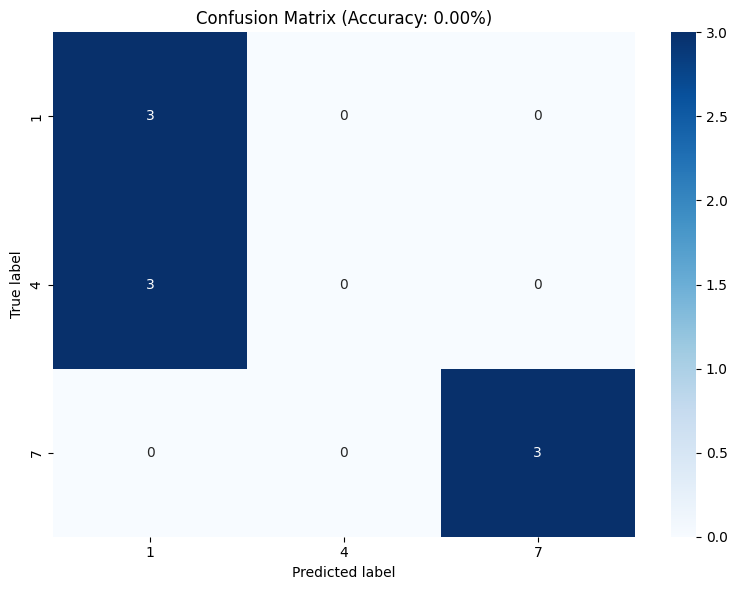 Confusion Matrix (Accuracy: 0.00%)
True label
1
3 0 0
4
3 0 0
7
0 0 3
1 4 7
Predicted label
3.0
2.5
2.0
1.5
1.0
0.5
0.0